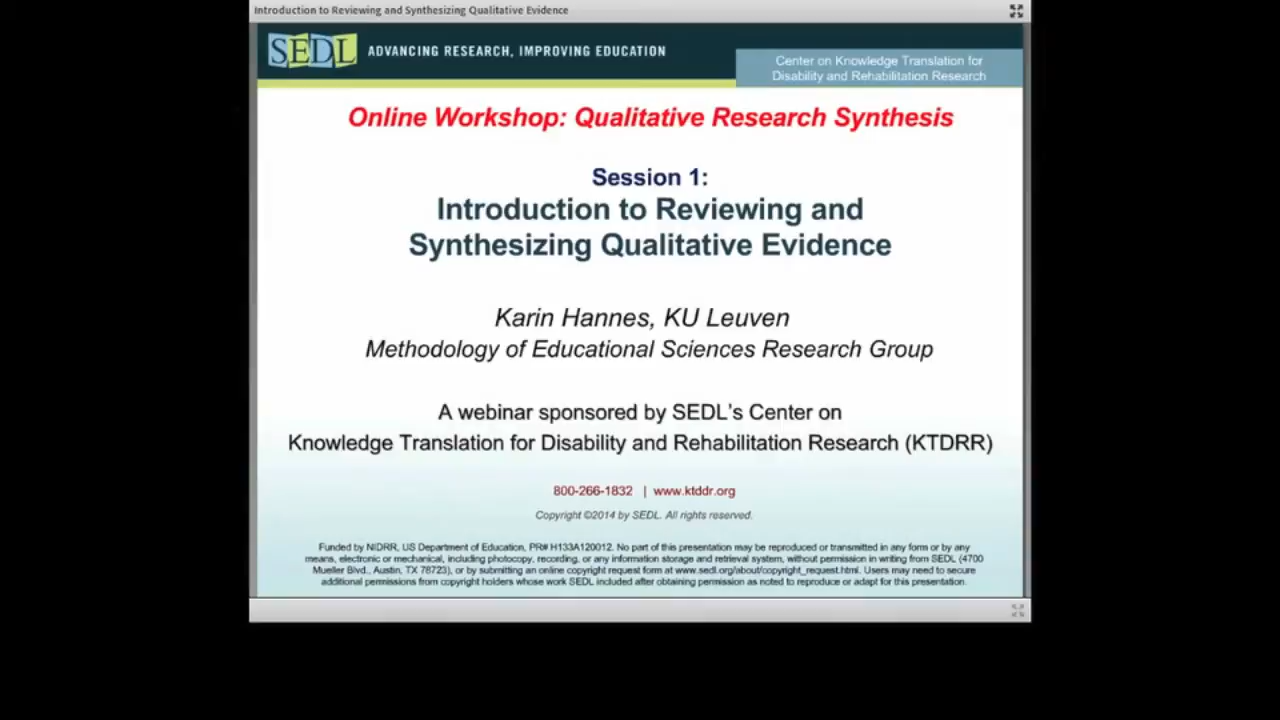 Introduction to Reviewing and Synthesizing Qualitative Evidence
SEDL ADVANCING RESEARCH, IMPROVING EDUCATION
Center on Knowledge Translation for
Disability and Rehabilitation Research
Online Workshop: Qualitative Research Synthesis
Session 1:
Introduction to Reviewing and
Synthesizing Qualitative Evidence
Karin Hannes, KU Leuven
Methodology of Educational Sciences Research Group
A webinar sponsored by SEDL's Center on
Knowledge Translation for Disability and Rehabilitation Research (KTDRR)
800-266-1832 | www.ktddr.org
Copyright ©2014 by SEDL. All rights reserved.
Funded by NIDRR, US Department of Education, PR# H133A120012. No part of this presentation may be reproduced or transmitted in any form or by any
means, electronic or mechanical, including photocopy, recording, or any information storage and retrieval system, without permission in writing from SEDL (4700
Mueller Blvd., Austin, TX 78723), or by submitting an online copyright request form at www.sedl.org/about/copyright_request.html. Users may need to secure
additional permissions from copyright holders whose work SEDL included after obtaining permission as noted to reproduce or adapt for this presentation.